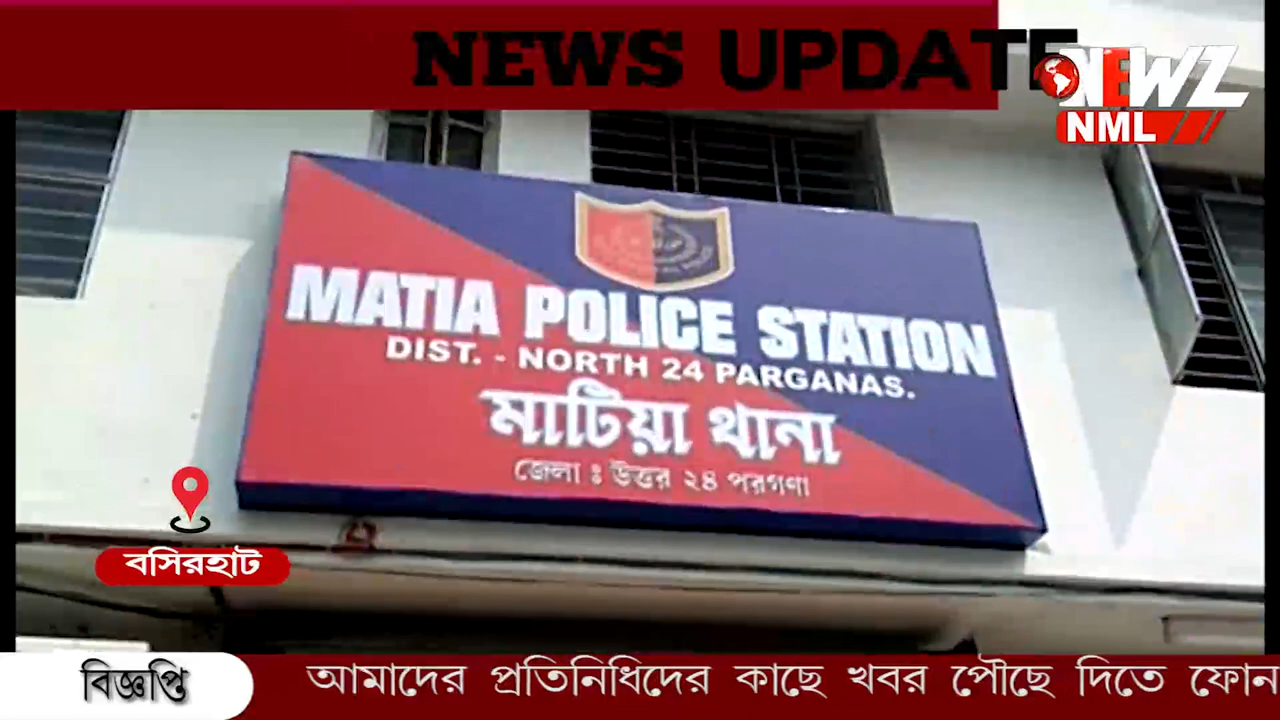 NEWS UPDATE
NEWZ
NML
MATIA POLICE STATION
DIST. - NORTH 24 PARGANAS.
মাটিয়া থানা
জেলা ঃ উত্তর ২৪ পরগণা
বসিরহাট
বিজ্ঞপ্তি
আমাদের প্রতিনিধিদের কাছে খবর পৌছে দিতে ফোন